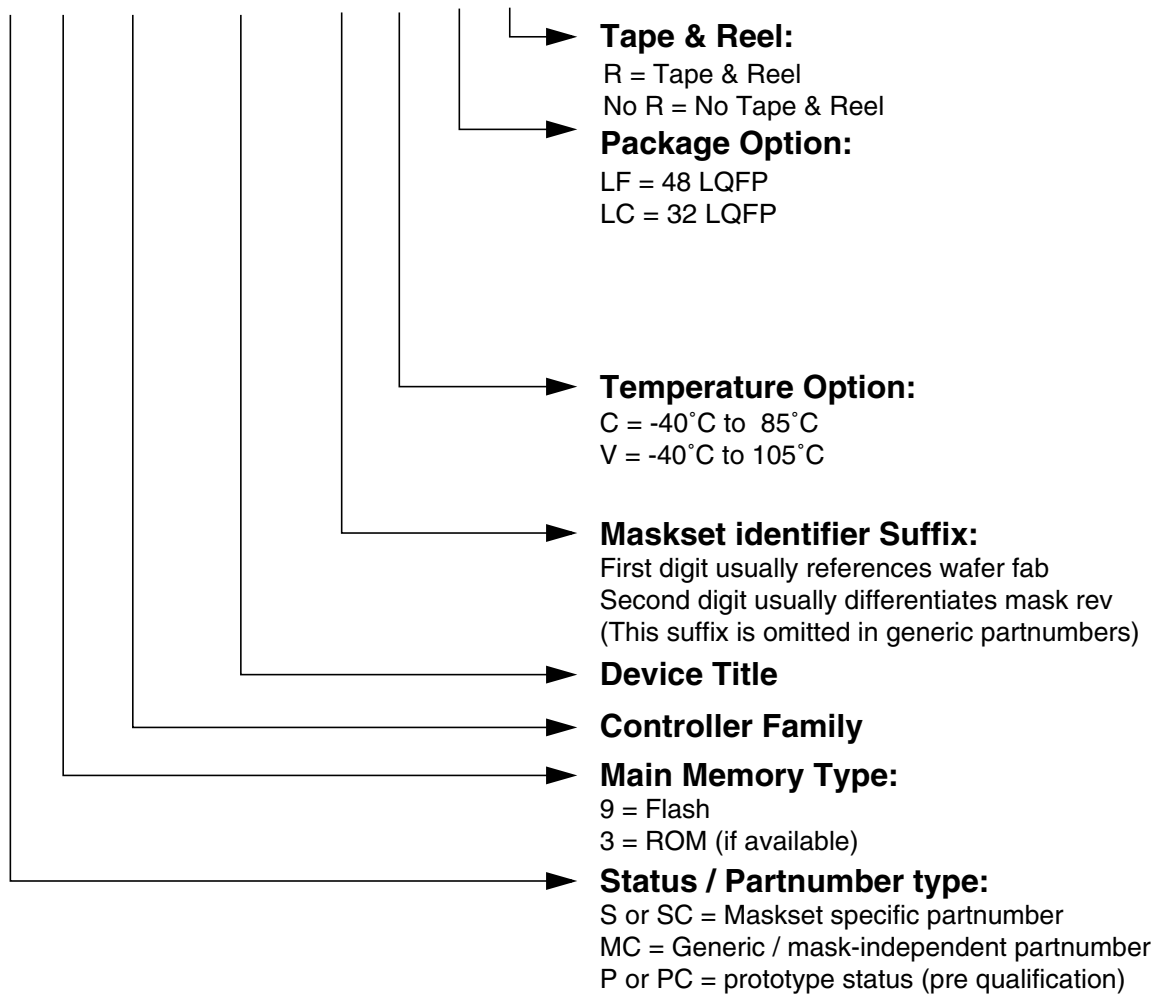 Tape & Reel:
R = Tape & Reel
No R = No Tape & Reel
Package Option:
LF = 48 LQFP
LC = 32 LQFP
Temperature Option:
C = -40˚C to  85˚C
V = -40˚C to 105˚C
Maskset identifier Suffix:
First digit usually references wafer fab
Second digit usually differentiates mask rev
(This suffix is omitted in generic partnumbers)
Device Title
Controller Family
Main Memory Type:
9 = Flash
3 = ROM (if available)
Status / Partnumber type:
S or SC = Maskset specific partnumber
MC = Generic / mask-independent partnumber
P or PC = prototype status (pre qualification)